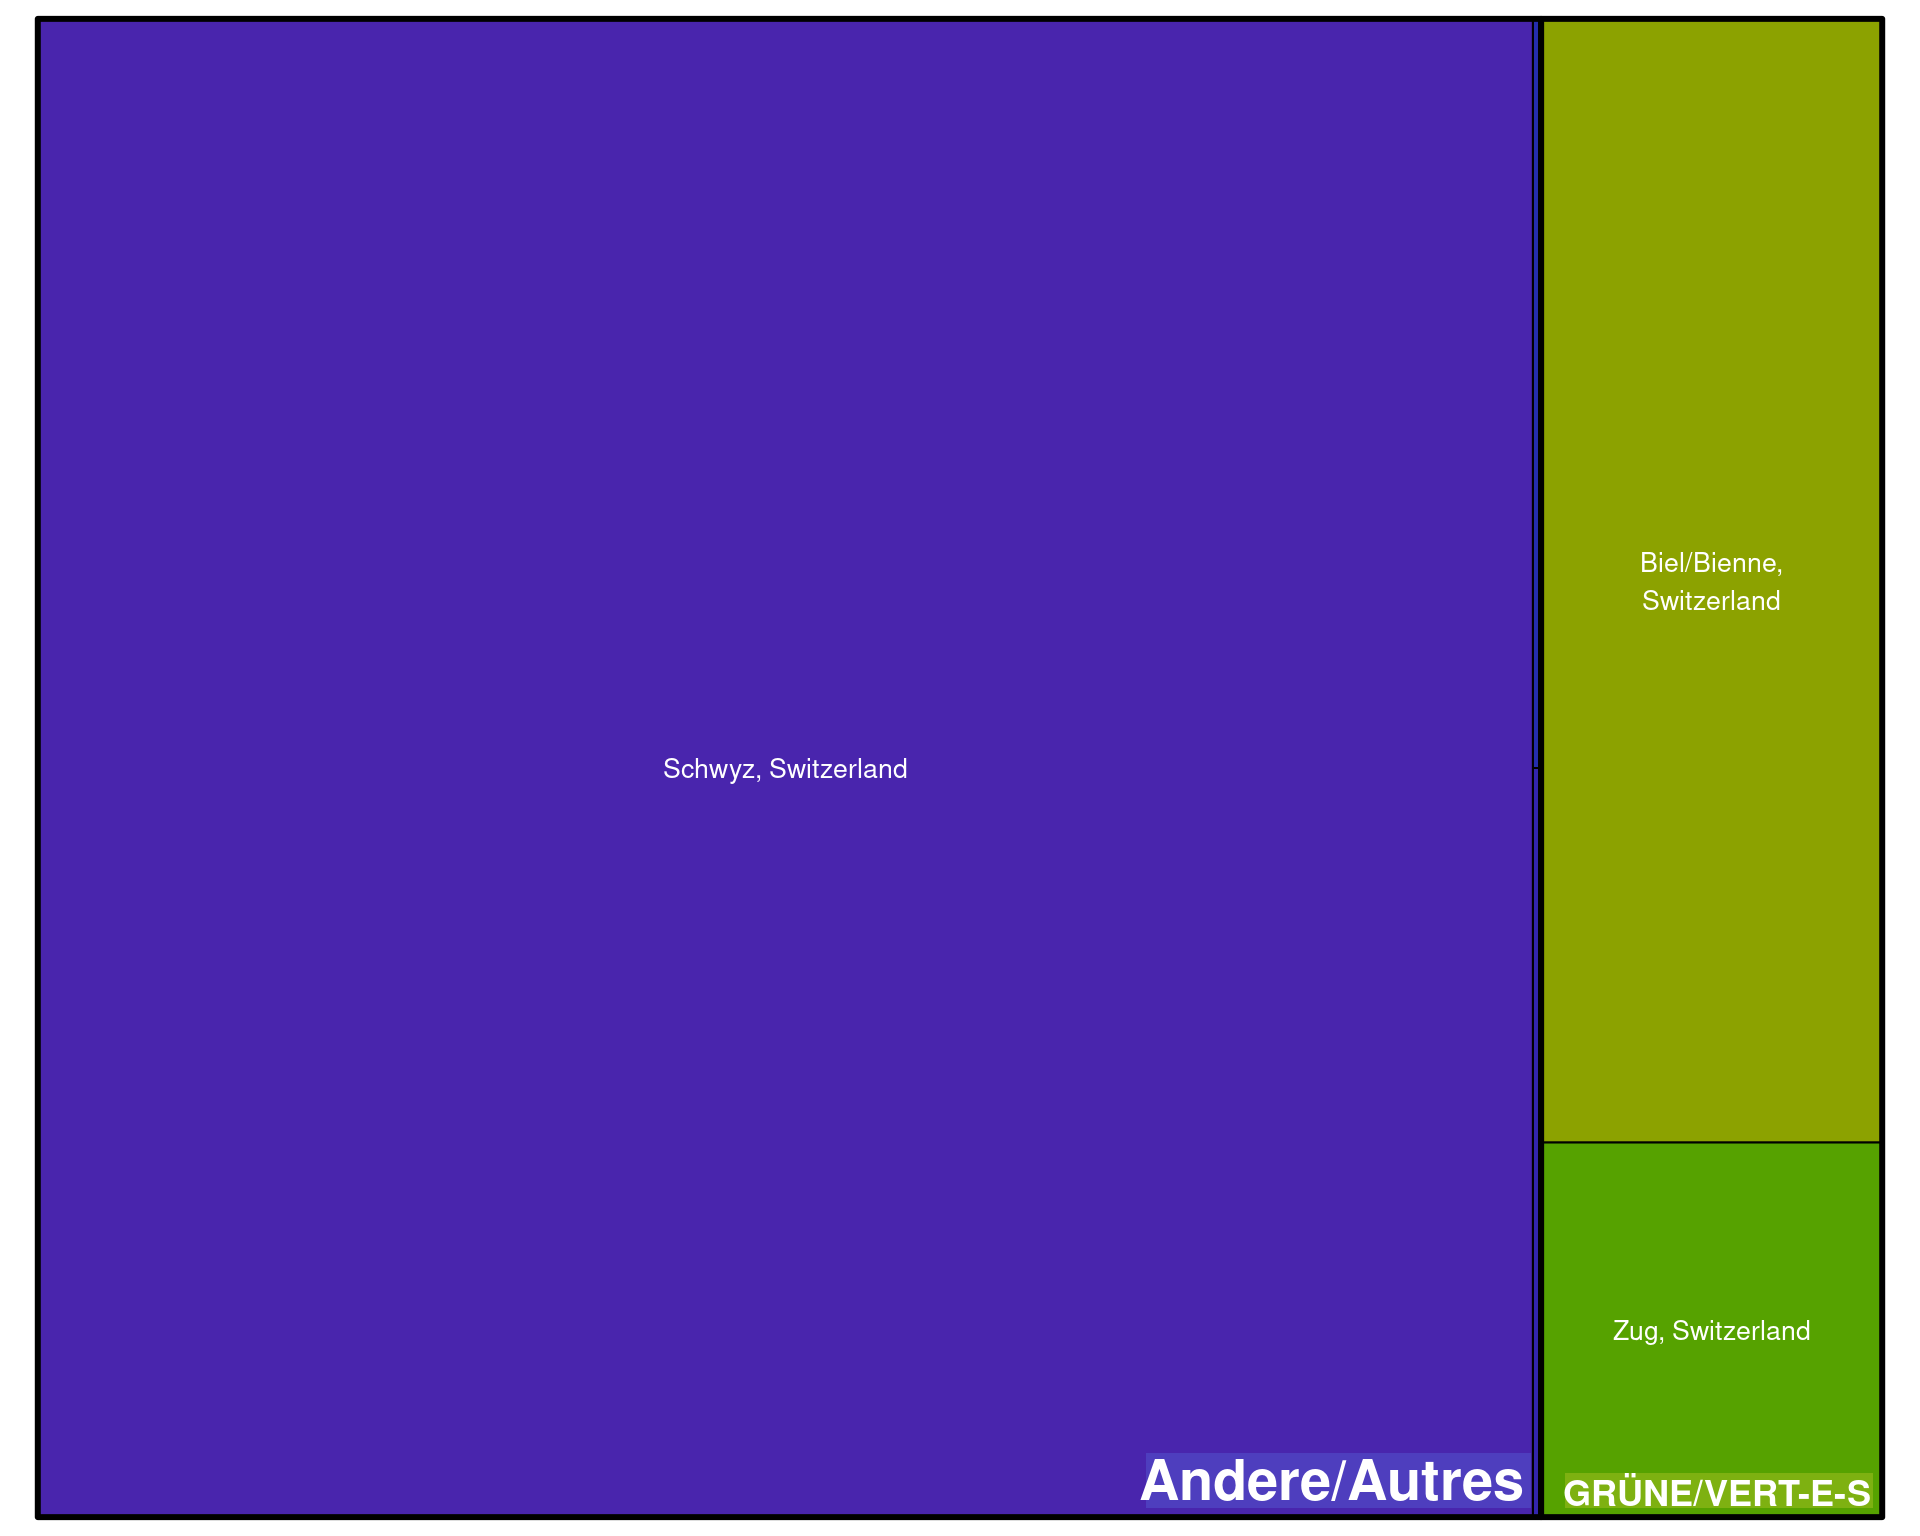 Schwyz, Switzerland
Andere/Autres
Biel/Bienne,
Switzerland
Zug, Switzerland
GRÜNE/VERT-E-S